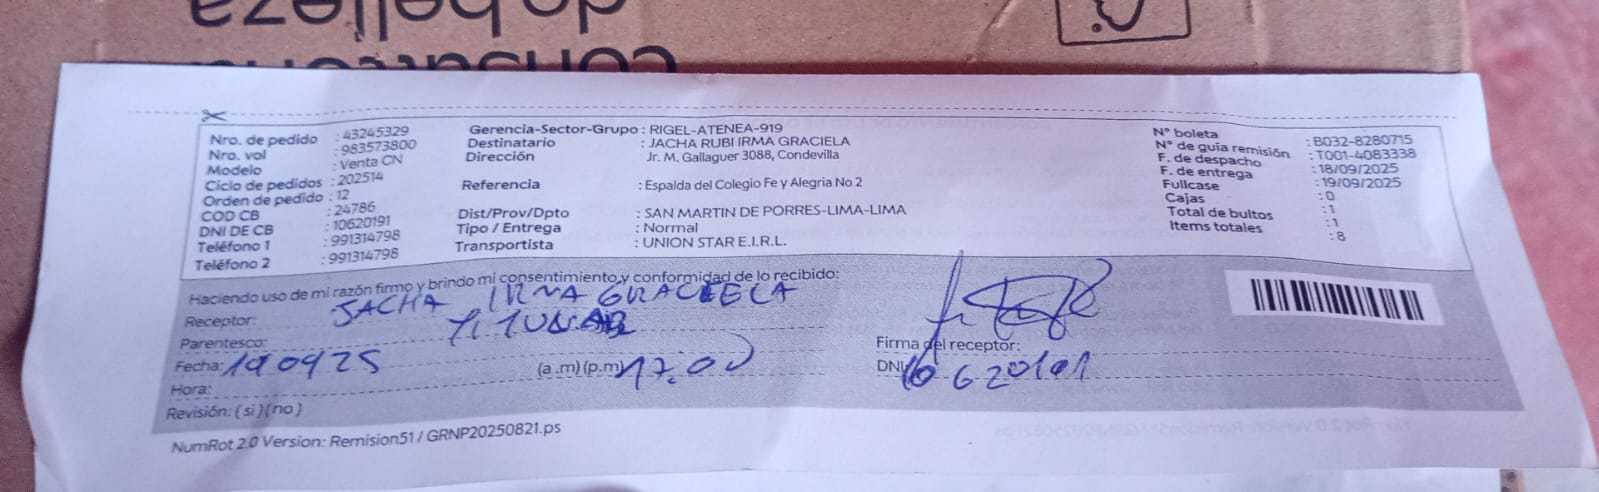 do belleza
consultora
Nro. de pedido : 43245329
Nro. vol : 983573800
Modelo : Venta CN
Ciclo de pedidos : 202514
Orden de pedido : 12
COD CB : 24786
DNI DE CB : 10620191
Teléfono 1 : 991314798
Teléfono 2 : 991314798
Gerencia-Sector-Grupo : RIGEL-ATENEA-919
Destinatario : JACHA RUBI IRMA GRACIELA
Dirección Jr. M. Gallaguer 3088, Condevilla
Referencia : Espalda del Colegio Fe y Alegria No 2
Dist/Prov/Dpto : SAN MARTIN DE PORRES-LIMA-LIMA
Tipo / Entrega : Normal
Transportista : UNION STAR E.I.R.L.
N° boleta : B032-8280715
N° de guía remisión : T001-4083338
F. de despacho : 18/09/2025
F. de entrega : 19/09/2025
Fullcase : 0
Cajas : 1
Total de bultos : 1
Items totales : 8
Haciendo uso de mi razón firmo y brindo mi consentimiento y conformidad de lo recibido:
Receptor: JACHA IRMA GRACIELA
Parentesco: TITULAR
Fecha: 190925 (a .m) (p.m) 17.00
Hora:
Revisión: ( si )( no )
Firma del receptor:
DNI: 10620191
NumRot 2.0 Version: Remision51 / GRNP20250821.ps